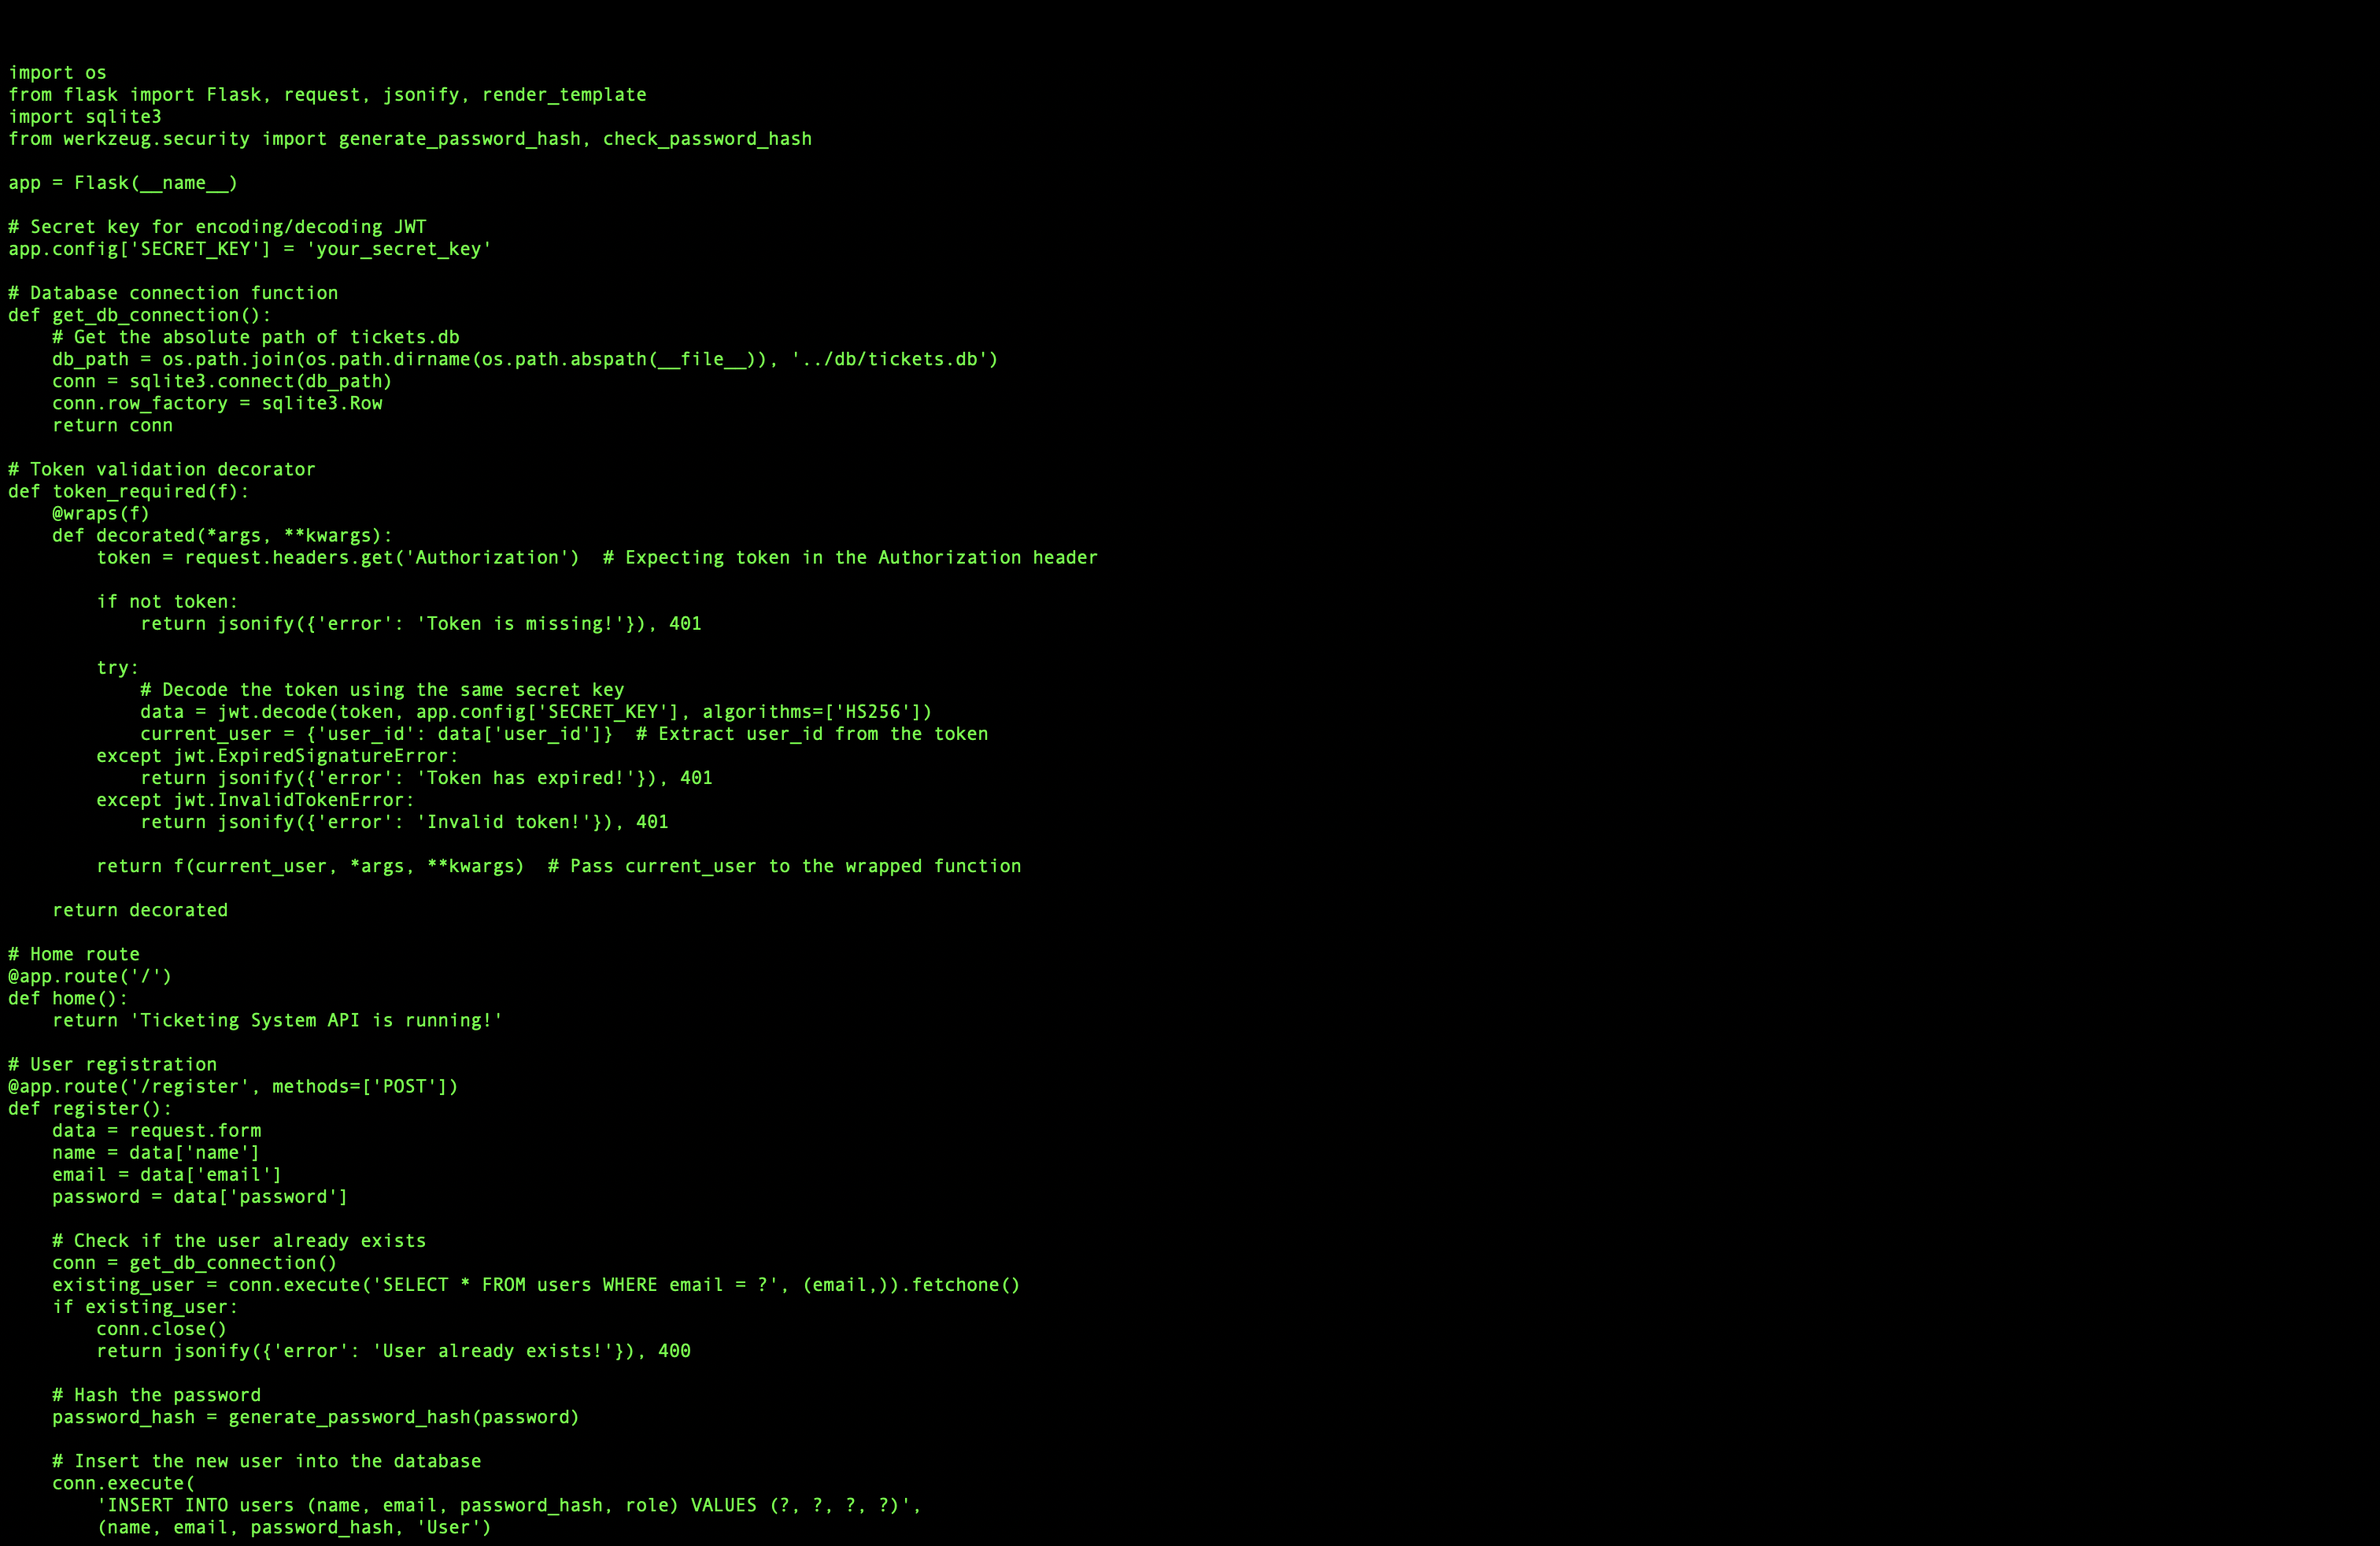 import os
from flask import Flask, request, jsonify, render_template
import sqlite3
from werkzeug.security import generate_password_hash, check_password_hash

app = Flask(__name__)

# Secret key for encoding/decoding JWT
app.config['SECRET_KEY'] = 'your_secret_key'

# Database connection function
def get_db_connection():
    # Get the absolute path of tickets.db
    db_path = os.path.join(os.path.dirname(os.path.abspath(__file__)), '../db/tickets.db')
    conn = sqlite3.connect(db_path)
    conn.row_factory = sqlite3.Row
    return conn

# Token validation decorator
def token_required(f):
    @wraps(f)
    def decorated(*args, **kwargs):
        token = request.headers.get('Authorization')  # Expecting token in the Authorization header

        if not token:
            return jsonify({'error': 'Token is missing!'}), 401

        try:
            # Decode the token using the same secret key
            data = jwt.decode(token, app.config['SECRET_KEY'], algorithms=['HS256'])
            current_user = {'user_id': data['user_id']}  # Extract user_id from the token
        except jwt.ExpiredSignatureError:
            return jsonify({'error': 'Token has expired!'}), 401
        except jwt.InvalidTokenError:
            return jsonify({'error': 'Invalid token!'}), 401

        return f(current_user, *args, **kwargs)  # Pass current_user to the wrapped function

    return decorated

# Home route
@app.route('/')
def home():
    return 'Ticketing System API is running!'

# User registration
@app.route('/register', methods=['POST'])
def register():
    data = request.form
    name = data['name']
    email = data['email']
    password = data['password']

    # Check if the user already exists
    conn = get_db_connection()
    existing_user = conn.execute('SELECT * FROM users WHERE email = ?', (email,)).fetchone()
    if existing_user:
        conn.close()
        return jsonify({'error': 'User already exists!'}), 400

    # Hash the password
    password_hash = generate_password_hash(password)

    # Insert the new user into the database
    conn.execute(
        'INSERT INTO users (name, email, password_hash, role) VALUES (?, ?, ?, ?)',
        (name, email, password_hash, 'User')